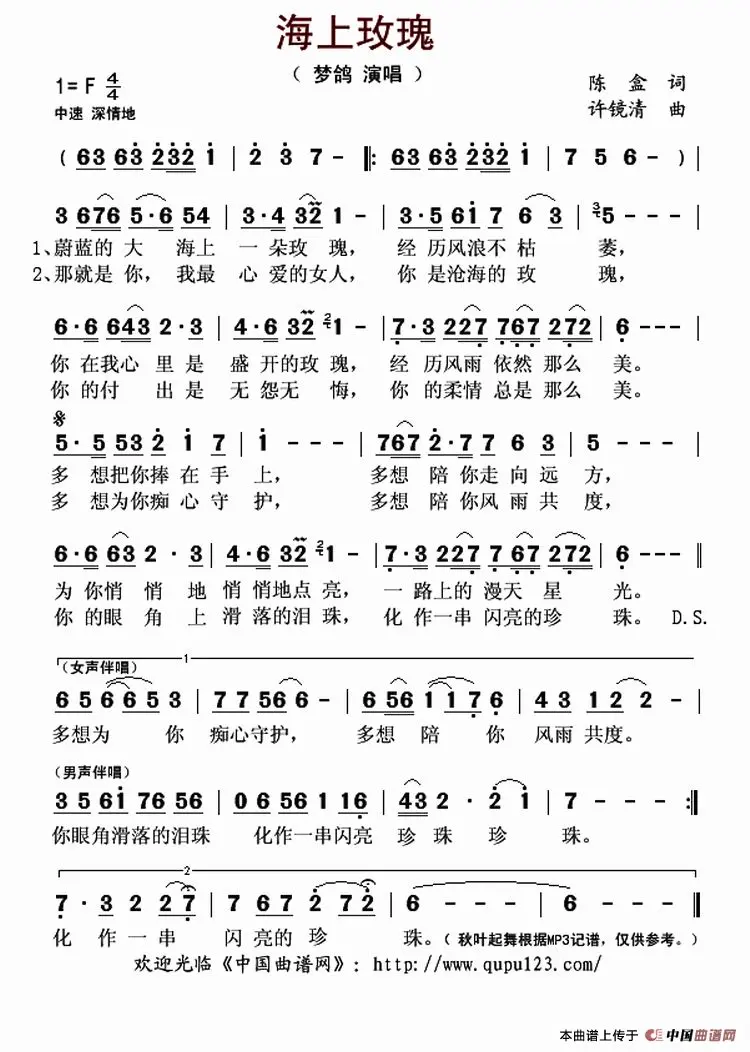 海上玫瑰
（ 梦鸽 演唱 ）
1= F 4/4
陈 盒 词
中速 深情地
许镜清 曲
( 63 63 232 1 | 2 3 7 - ‖: 63 63 232 1 | 7 5 6 - ) |
3 676 5·6 54 | 3·4 32 1 - | 3·5 61 7 6 3 | 3 5 - - - |
1、蔚蓝的 大 海上 一 朵玫 瑰， 经 历风浪不 枯 萎，
2、那就是 你， 我最 心 爱的女人， 你 是沧海的 玫 瑰，
6·6 643 2·3 | 4·6 32 2 1 - | 7·3 227 767 272 | 6 - - - |
你 在我心 里 是 盛 开的玫 瑰， 经 历风雨 依然 那么 美。
你 的付 出 是 无 怨无 悔， 你 的柔情 总是 那么 美。
5·5 532 1 7 | 1 - - - | 767 2·7 7 6 3 | 5 - - - |
多 想把你捧 在 手 上， 多想 陪 你走 向 远 方，
多 想为你痴 心 守 护， 多想 陪 你风 雨 共 度，
6·6 63 2·3 | 4·6 32 2 1 - | 7·3 227 7 67 272 | 6 - - ‖
为 你悄 悄 地 悄 悄地点 亮， 一 路上的 漫天 星 光。
你 的眼 角 上 滑 落的泪 珠， 化 作一串 闪亮的珍 珠。 D.S.
1
（女声伴唱）
6 5 6 6 5 3 | 7 7 5 6 6 - | 6 56 1 1 7 6 | 4 3 1 2 2 - |
多想为 你 痴心守护， 多想 陪 你 风雨 共度。
（男声伴唱）
3 5 61 76 56 | 06 56 53 1 16 | 43 2 · 2 1 | 7 - - - :‖
你眼角滑落的泪珠 化作一串闪亮 珍 珠 珍 珠。
2
7 · 3 2 2 7 | 7 6 7 2 7 2 | 6 - - - | 6 - - - ‖
化 作 一 串 闪 亮的 珍 珠。（ 秋叶起舞根据MP3记谱，仅供参考。）
欢迎光临《中国曲谱网》: http://www.qupu123.com/
本曲谱上传于 中国曲谱网